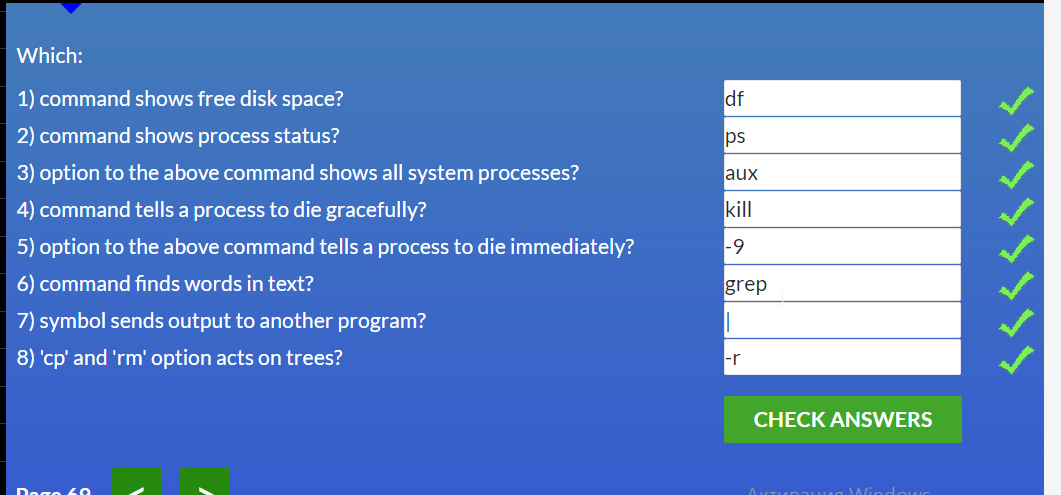 Which:
1) command shows free disk space? df
2) command shows process status? ps
3) option to the above command shows all system processes? aux
4) command tells a process to die gracefully? kill
5) option to the above command tells a process to die immediately? -9
6) command finds words in text? grep
7) symbol sends output to another program? |
8) 'cp' and 'rm' option acts on trees? -r
CHECK ANSWERS
Page 69 < >
Активация Windows